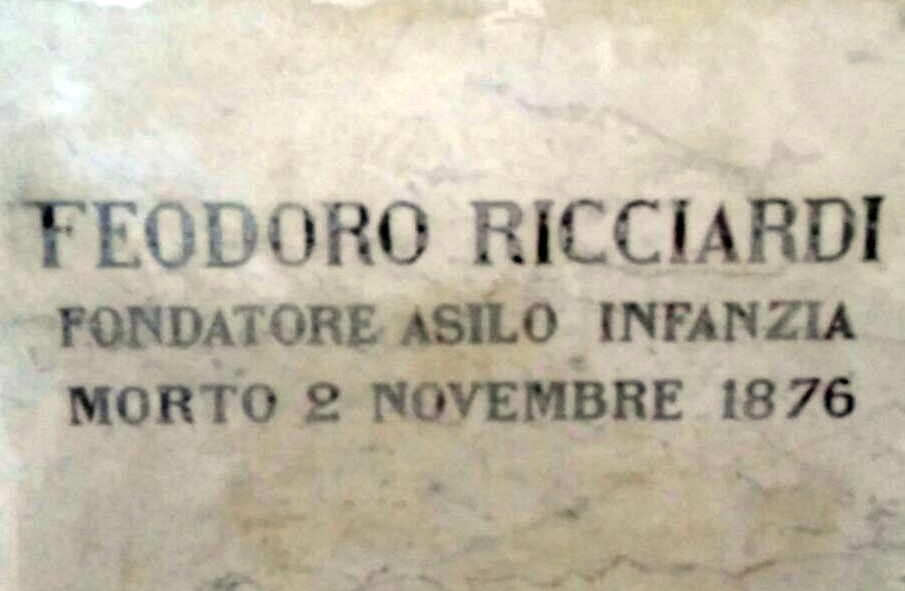 FEODORO RICCIARDI
FONDATORE ASILO INFANZIA
MORTO 2 NOVEMBRE 1876